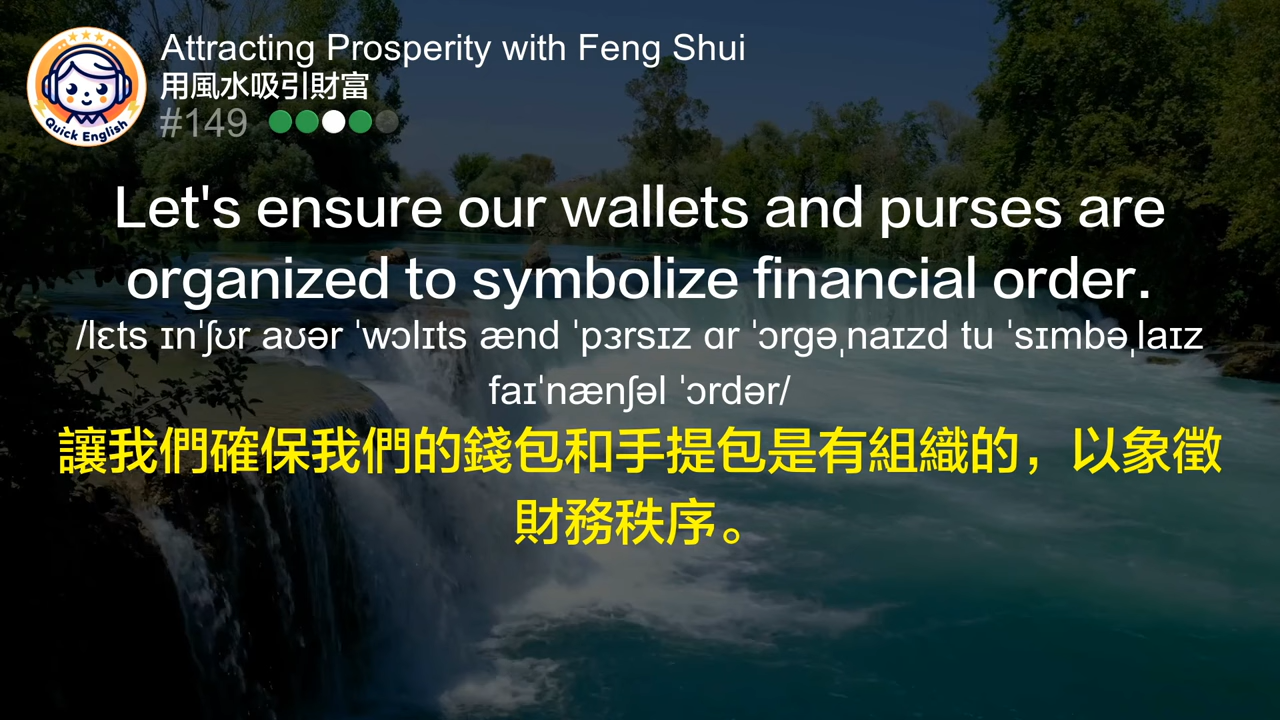 Attracting Prosperity with Feng Shui
用風水吸引財富
#149
Quick English
Let's ensure our wallets and purses are
organized to symbolize financial order.
/lɛts ɪnˈʃʊr aʊər ˈwɔlɪts ænd ˈpɜrsɪz ɑr ˈɔrgəˌnaɪzd tu ˈsɪmbəˌlaɪz
faɪˈnænʃəl ˈɔrdər/
讓我們確保我們的錢包和手提包是有組織的，以象徵
財務秩序。